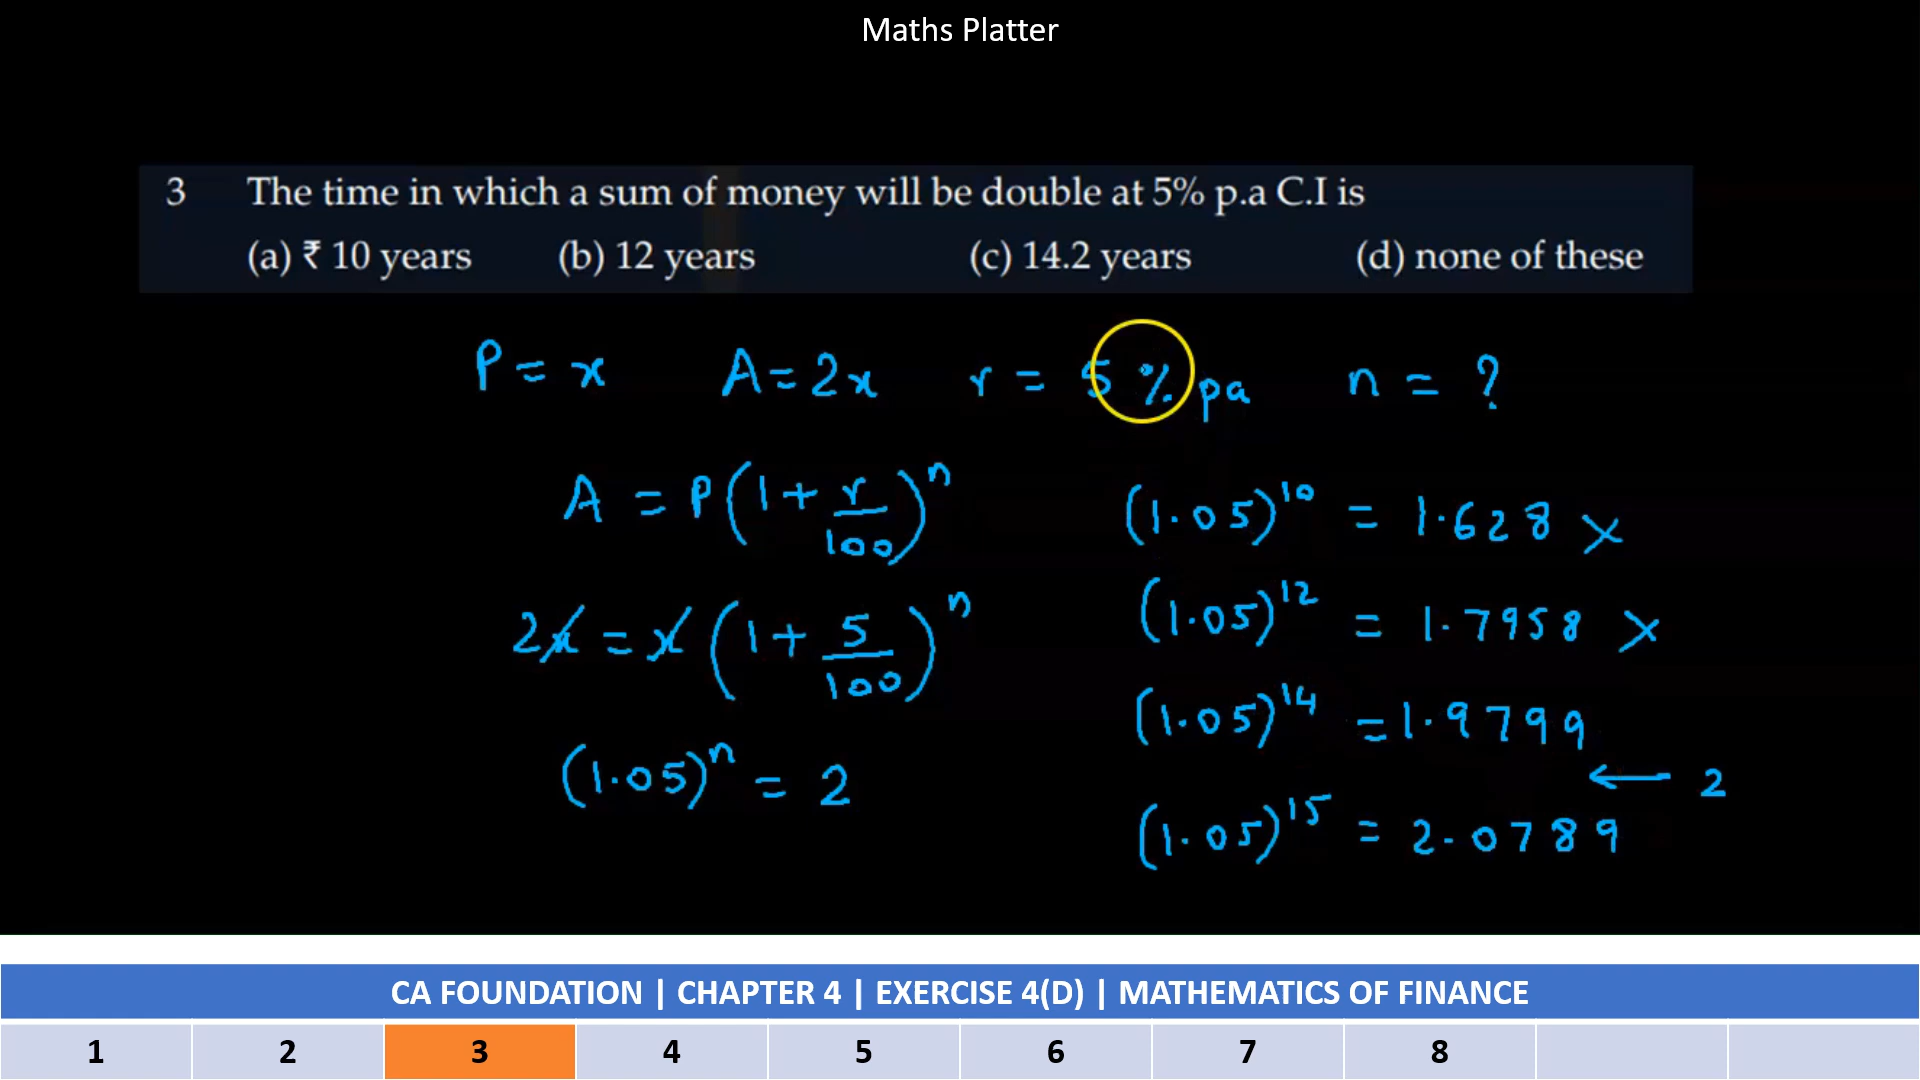 Maths Platter
3 The time in which a sum of money will be double at 5% p.a C.I is
(a) ₹ 10 years (b) 12 years (c) 14.2 years (d) none of these
P = x A = 2x r = 5 % pa n = ?
A = P(1 + r/100)^n
2x = x(1 + 5/100)^n
(1.05)^n = 2
(1.05)^10 = 1.628 ×
(1.05)^12 = 1.7958 ×
(1.05)^14 = 1.9799
← 2
(1.05)^15 = 2.0789
CA FOUNDATION | CHAPTER 4 | EXERCISE 4(D) | MATHEMATICS OF FINANCE
1 2 3 4 5 6 7 8